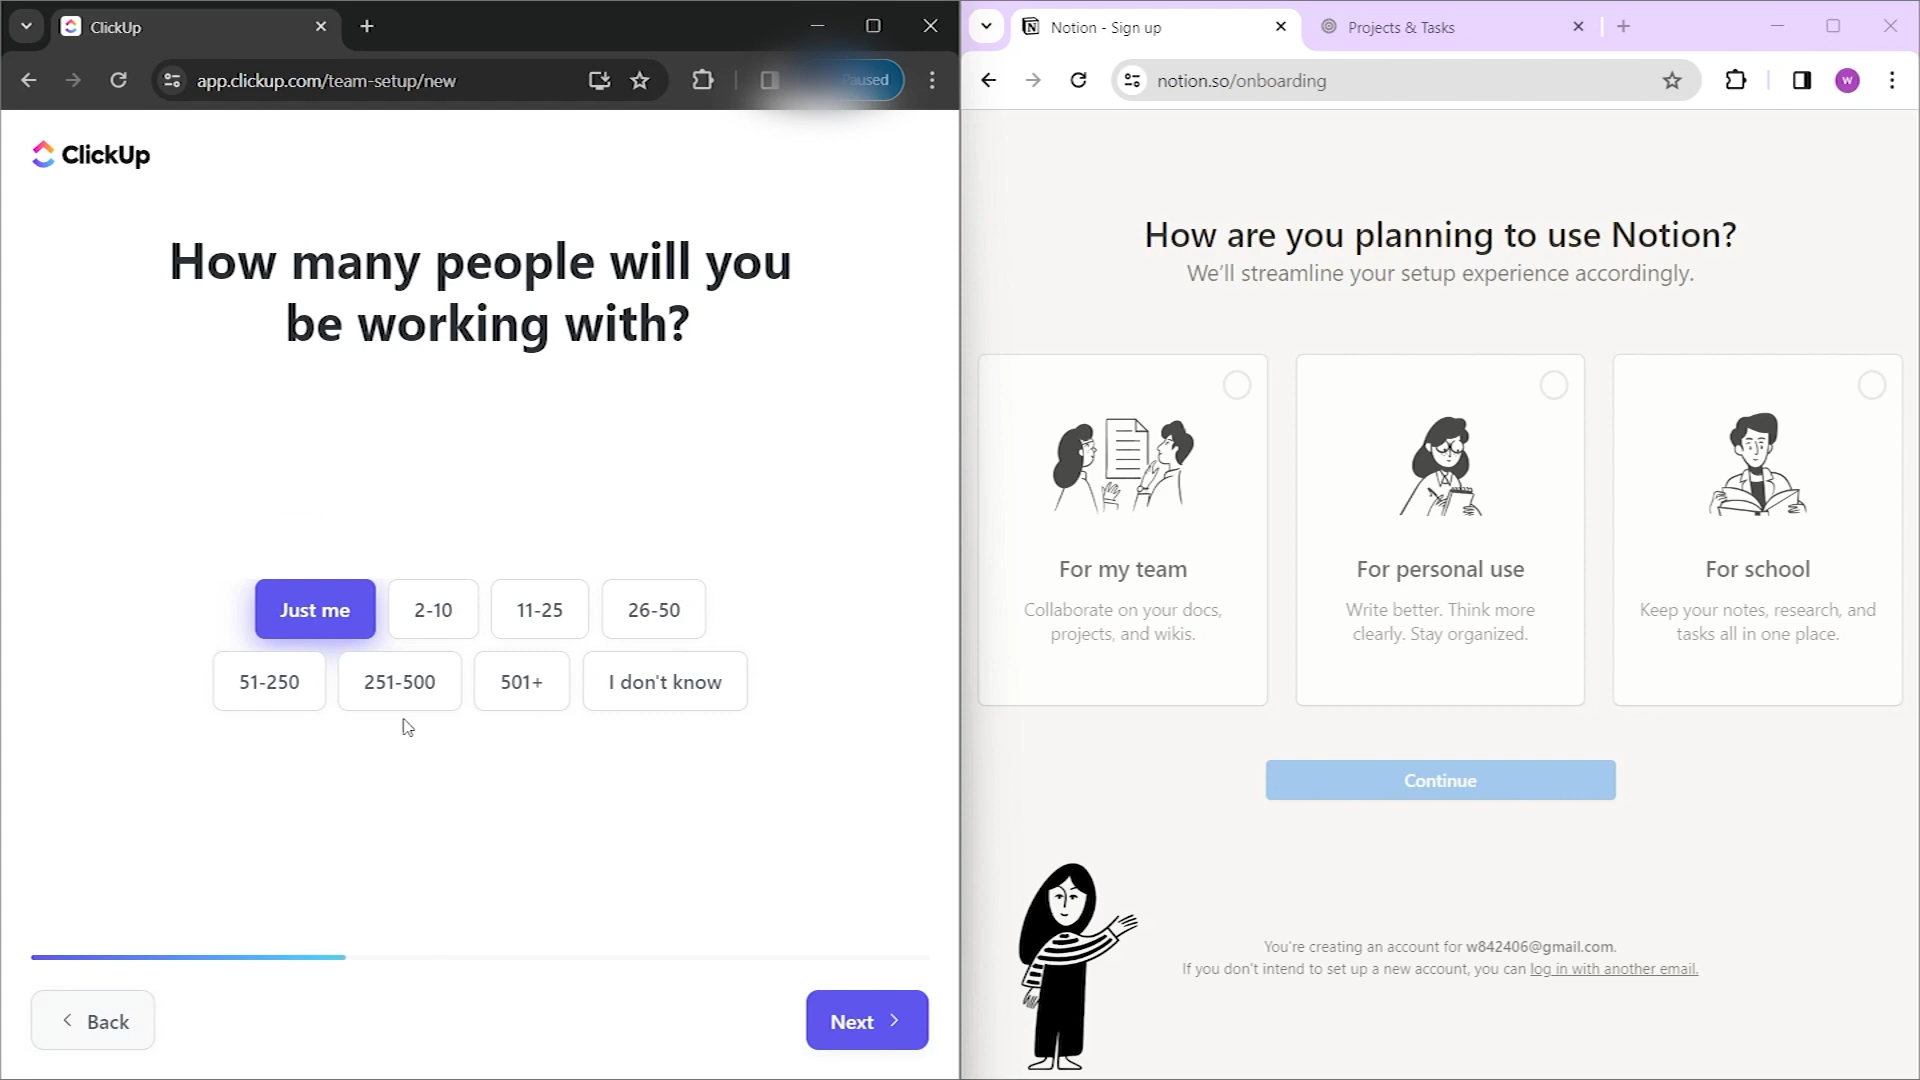 ClickUp
app.clickup.com/team-setup/new
Paused
ClickUp
How many people will you
be working with?
Just me
2-10
11-25
26-50
51-250
251-500
501+
I don't know
Back
Next
Notion - Sign up
Projects & Tasks
notion.so/onboarding
W
How are you planning to use Notion?
We'll streamline your setup experience accordingly.
For my team
Collaborate on your docs,
projects, and wikis.
For personal use
Write better. Think more
clearly. Stay organized.
For school
Keep your notes, research, and
tasks all in one place.
Continue
You're creating an account for w842406@gmail.com.
If you don't intend to set up a new account, you can log in with another email.